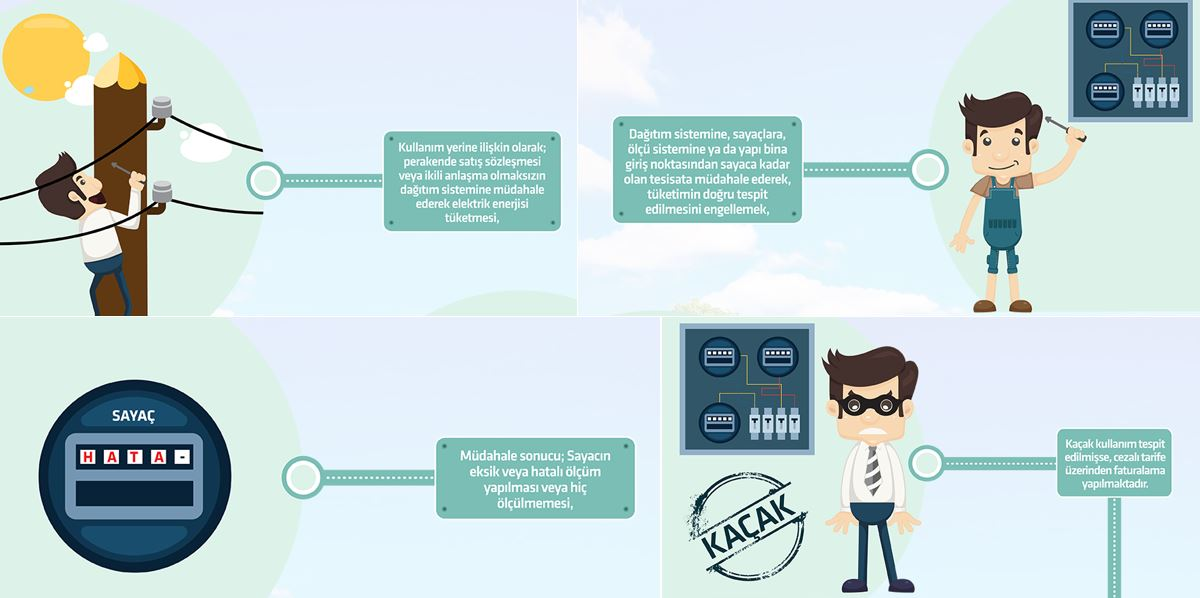 Kullanım yerine ilişkin olarak;
perakende satış sözleşmesi
veya ikili anlaşma olmaksızın
dağıtım sistemine müdahale
ederek elektrik enerjisi
tüketmesi,
Dağıtım sistemine, sayaçlara,
ölçü sistemine ya da yapı bina
giriş noktasından sayaca kadar
olan tesisata müdahale ederek,
tüketimin doğru tespit
edilmesini engellemek,
SAYAÇ
HATA-
Müdahale sonucu; Sayacın
eksik veya hatalı ölçüm
yapılması veya hiç
ölçülmemesi,
KAÇAK
Kaçak kullanım tespit
edilmişse, cezalı tarife
üzerinden faturalama
yapılmaktadır.